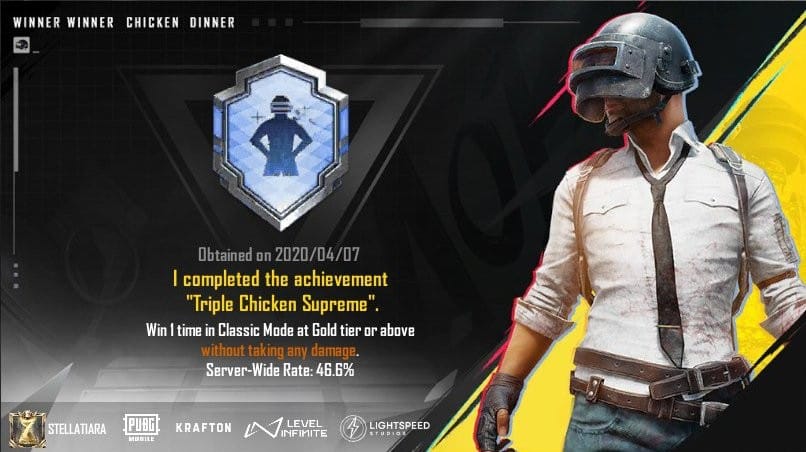 WINNER WINNER CHICKEN DINNER
Obtained on 2020/04/07
I completed the achievement
"Triple Chicken Supreme".
Win 1 time in Classic Mode at Gold tier or above
without taking any damage.
Server-Wide Rate: 46.6%
STELLATIARA
PUBG
MOBILE
KRAFTON
LEVEL
INFINITE
LIGHTSPEED
STUDIOS